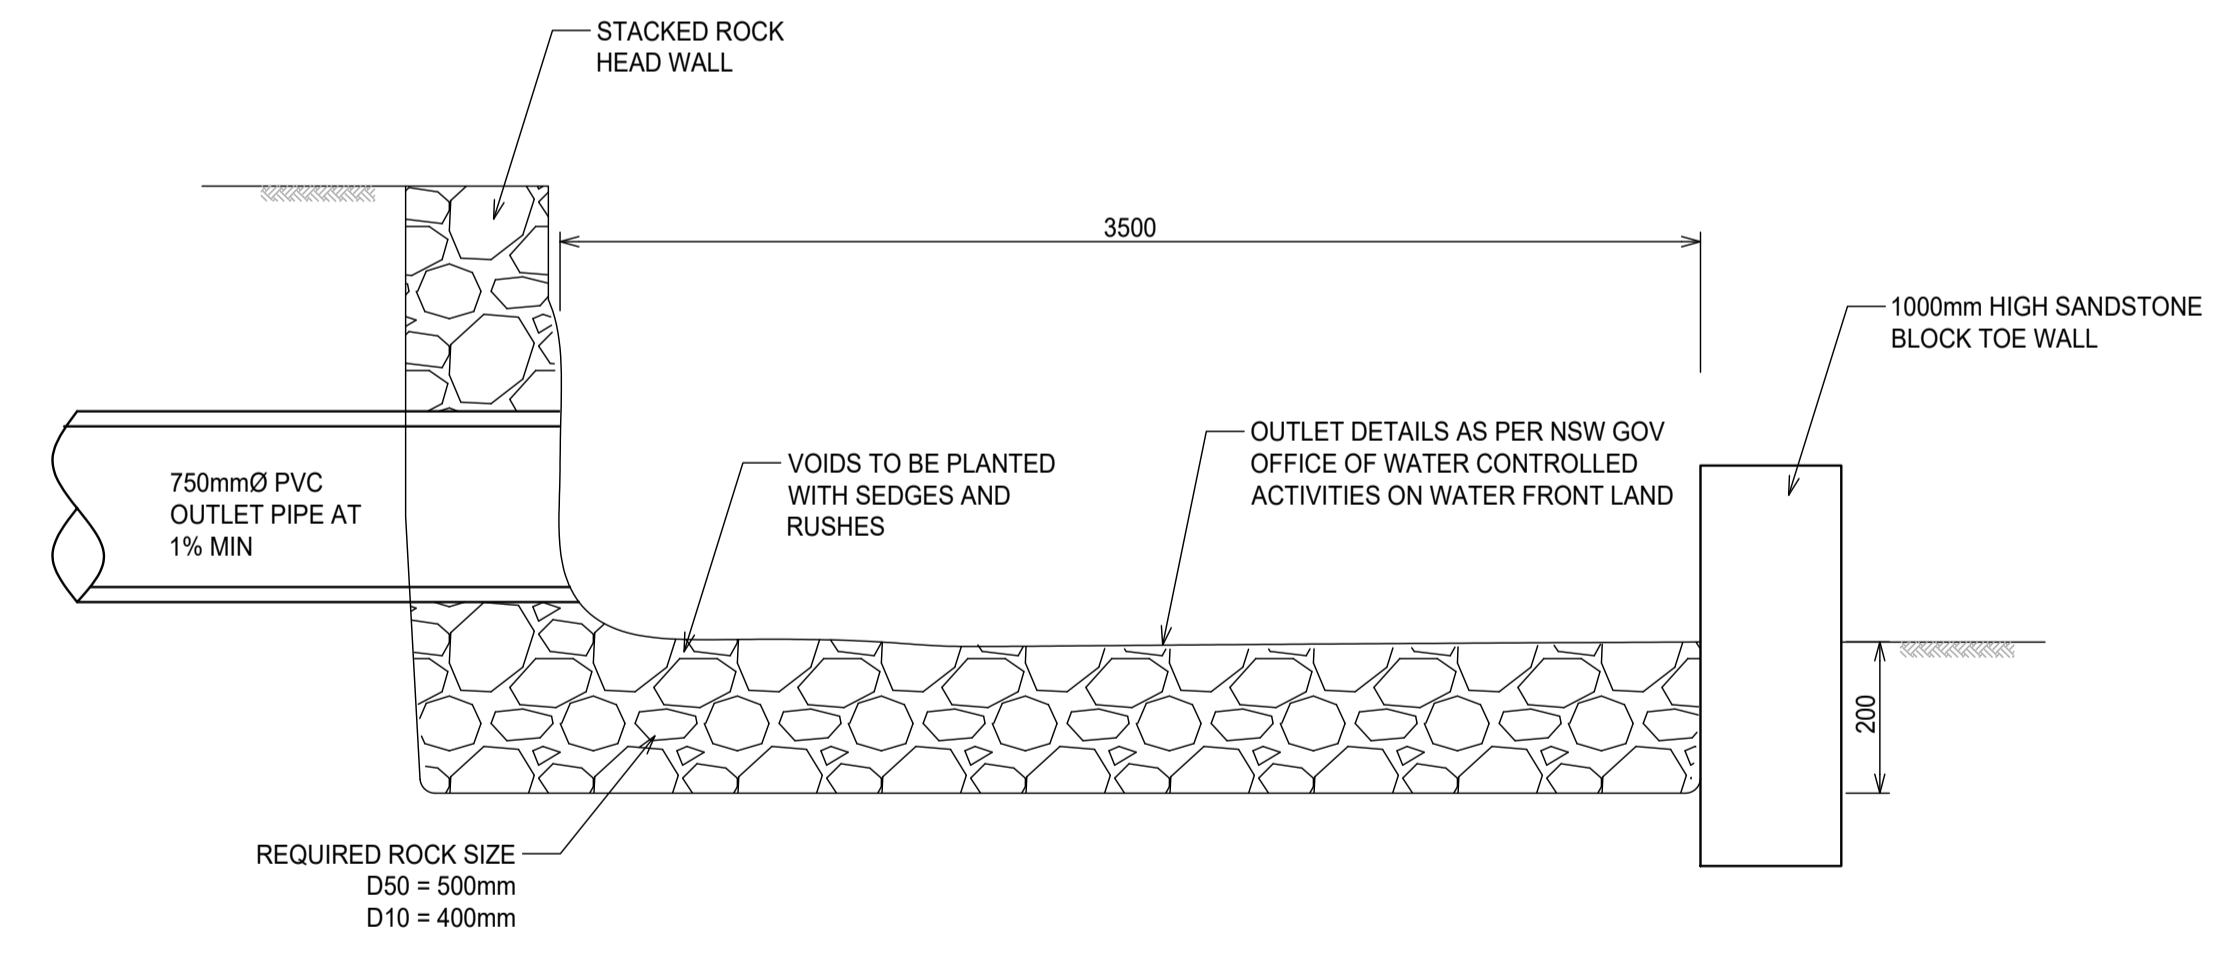 STACKED ROCK
HEAD WALL
3500
1000mm HIGH SANDSTONE
BLOCK TOE WALL
OUTLET DETAILS AS PER NSW GOV
OFFICE OF WATER CONTROLLED
ACTIVITIES ON WATER FRONT LAND
VOIDS TO BE PLANTED
WITH SEDGES AND
RUSHES
750mmØ PVC
OUTLET PIPE AT
1% MIN
200
REQUIRED ROCK SIZE
D50 = 500mm
D10 = 400mm